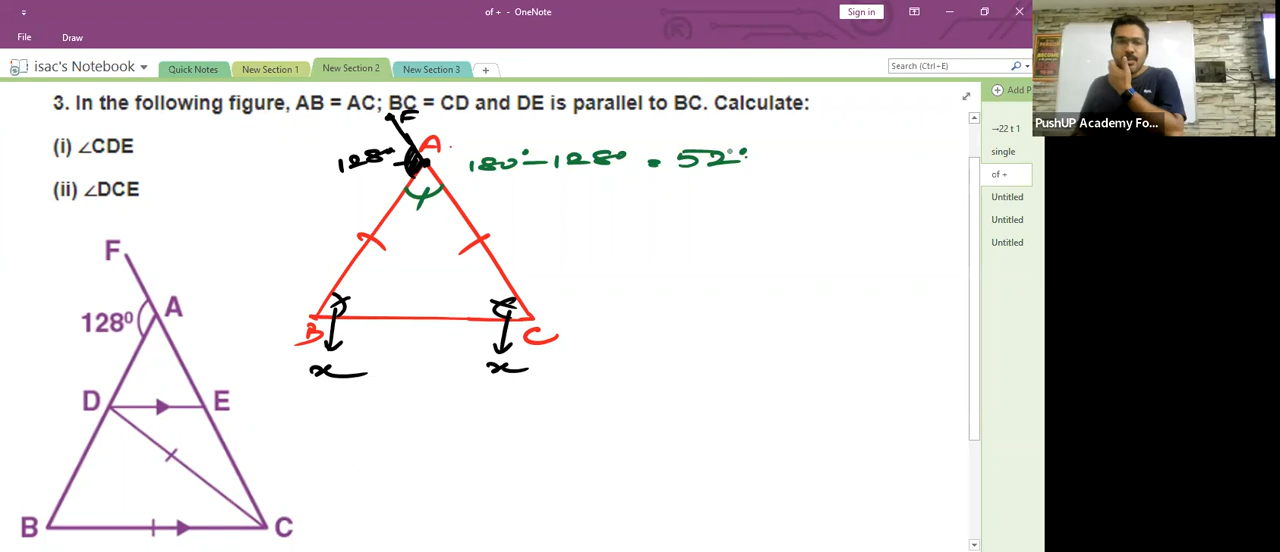 of + - OneNote
Sign in
File
Draw
isac's Notebook
Quick Notes
New Section 1
New Section 2
New Section 3
+
Search (Ctrl+E)
3. In the following figure, AB = AC; BC = CD and DE is parallel to BC. Calculate:
(i) ∠CDE
(ii) ∠DCE
F
A
128⁰
D
E
B
C
F
A
128°
180° - 128° = 52°
B
C
x
x
Add P
→22 t 1
single
of +
Untitled
Untitled
Untitled
PushUP Academy Fo...